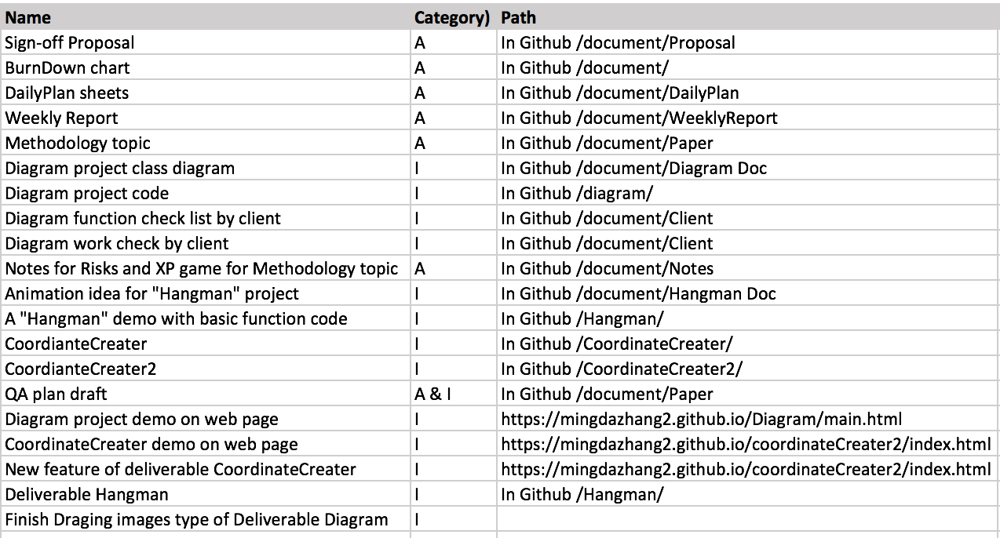 Name Category) Path
Sign-off Proposal A In Github /document/Proposal
BurnDown chart A In Github /document/
DailyPlan sheets A In Github /document/DailyPlan
Weekly Report A In Github /document/WeeklyReport
Methodology topic A In Github /document/Paper
Diagram project class diagram I In Github /document/Diagram Doc
Diagram project code I In Github /diagram/
Diagram function check list by client I In Github /document/Client
Diagram work check by client I In Github /document/Client
Notes for Risks and XP game for Methodology topic A In Github /document/Notes
Animation idea for "Hangman" project I In Github /document/Hangman Doc
A "Hangman" demo with basic function code I In Github /Hangman/
CoordianteCreater I In Github /CoordinateCreater/
CoordianteCreater2 I In Github /CoordinateCreater2/
QA plan draft A & I In Github /document/Paper
Diagram project demo on web page I https://mingdazhang2.github.io/Diagram/main.html
CoordinateCreater demo on web page I https://mingdazhang2.github.io/coordinateCreater2/index.html
New feature of deliverable CoordinateCreater I https://mingdazhang2.github.io/coordinateCreater2/index.html
Deliverable Hangman I In Github /Hangman/
Finish Draging images type of Deliverable Diagram I